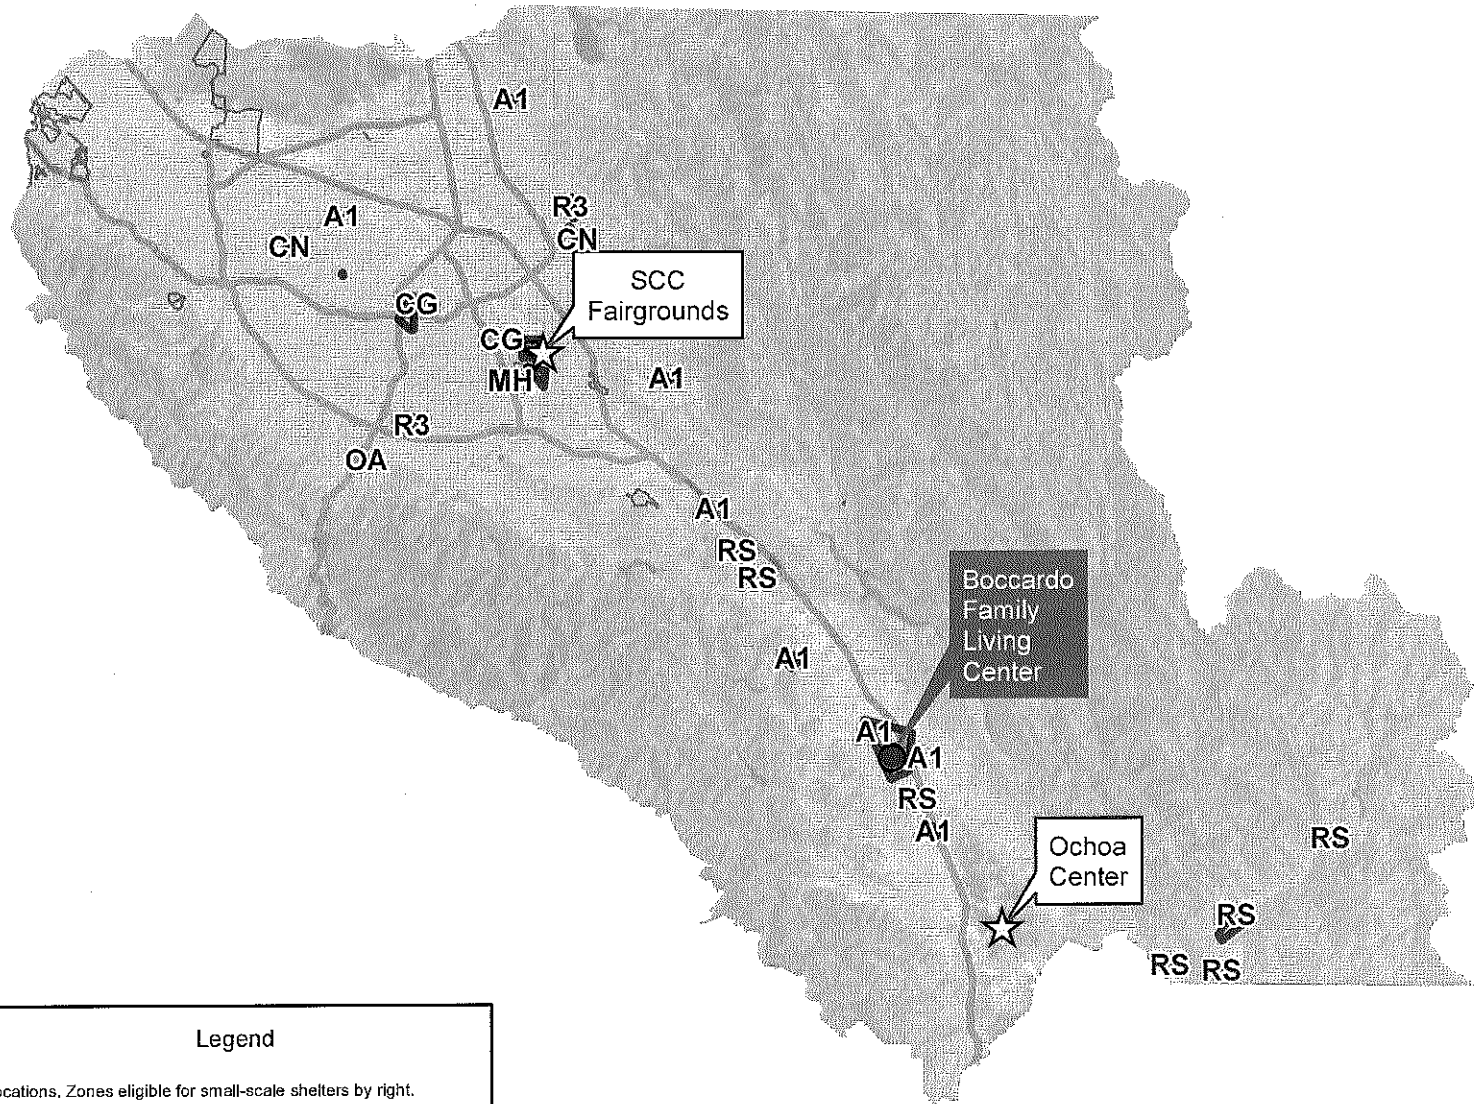 A1
R3
A1
CN
CN
SCC
Fairgrounds
CG
CG
MH
A1
R3
OA
A1
RS
RS
Boccardo
Family
Living
Center
A1
A1
A1
RS
A1
Ochoa
Center
RS
RS
RS
RS
Legend
ocations, Zones eligible for small-scale shelters by right.